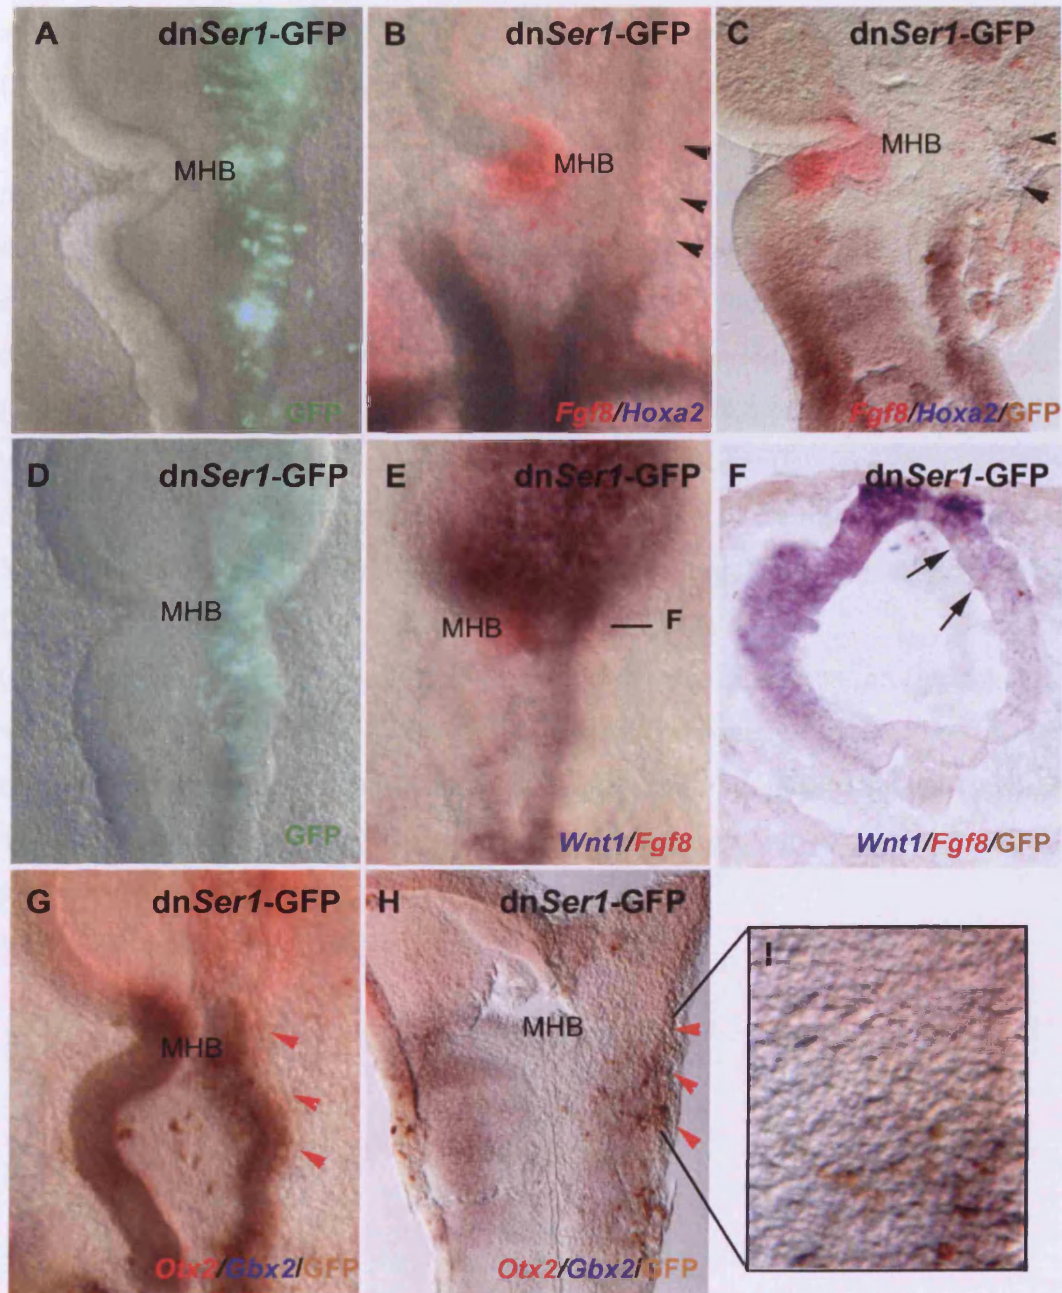 A dnSer1-GFP
MHB
GFP
B dnSer1-GFP
MHB
Fgf8/Hoxa2
C dnSer1-GFP
MHB
Fgf8/Hoxa2/GFP
D dnSer1-GFP
MHB
GFP
E dnSer1-GFP
MHB F
Wnt1/Fgf8
F dnSer1-GFP
Wnt1/Fgf8/GFP
G dnSer1-GFP
MHB
Otx2/Gbx2/GFP
H dnSer1-GFP
MHB
Otx2/Gbx2/GFP
I